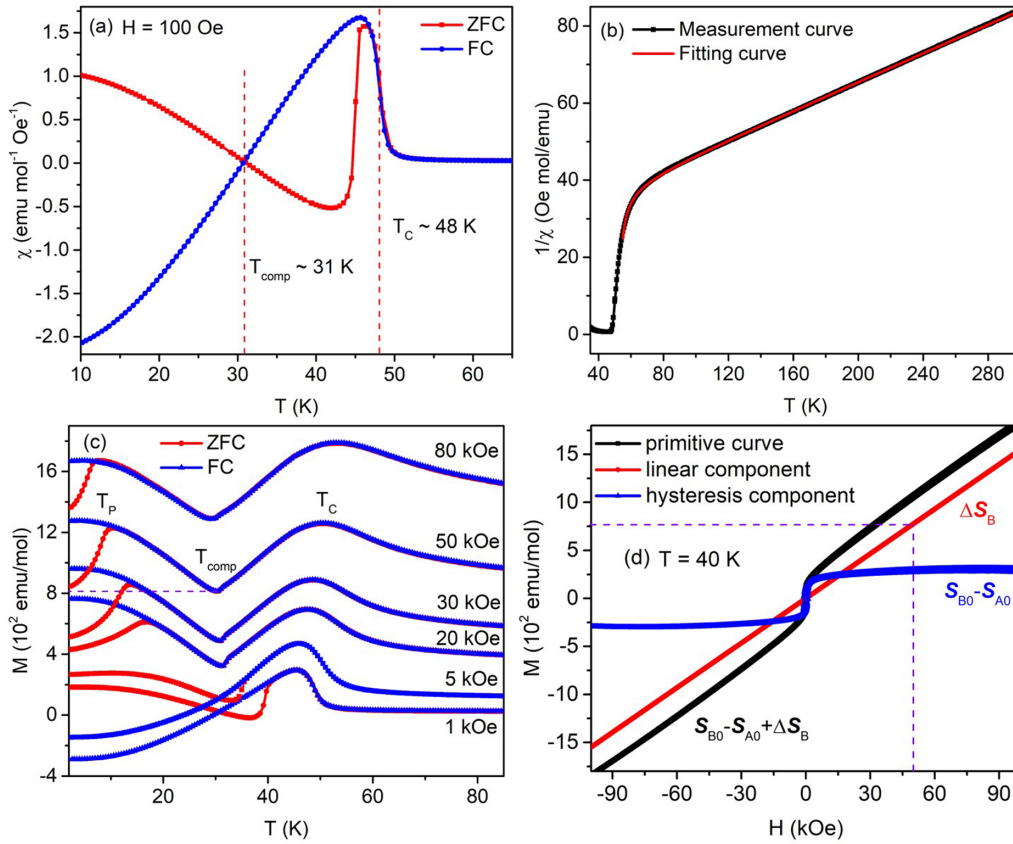 (a) H = 100 Oe
ZFC
FC
1.5
1.0
0.5
0.0
-0.5
-1.0
-1.5
-2.0
χ (emu mol⁻¹ Oe⁻¹)
T_C ~ 48 K
T_comp ~ 31 K
10 20 30 40 50 60
T (K)
(b)
Measurement curve
Fitting curve
80
60
40
20
0
1/χ (Oe mol/emu)
40 80 120 160 200 240 280
T (K)
(c)
ZFC
FC
16
12
8
4
0
-4
M (10² emu/mol)
80 kOe
T_P
T_C
50 kOe
T_comp
30 kOe
20 kOe
5 kOe
1 kOe
20 40 60 80
T (K)
primitive curve
linear component
hysteresis component
15
10
5
0
-5
-10
-15
M (10² emu/mol)
ΔS_B
(d) T = 40 K
S_B0-S_A0
S_B0-S_A0+ΔS_B
-90 -60 -30 0 30 60 90
H (kOe)